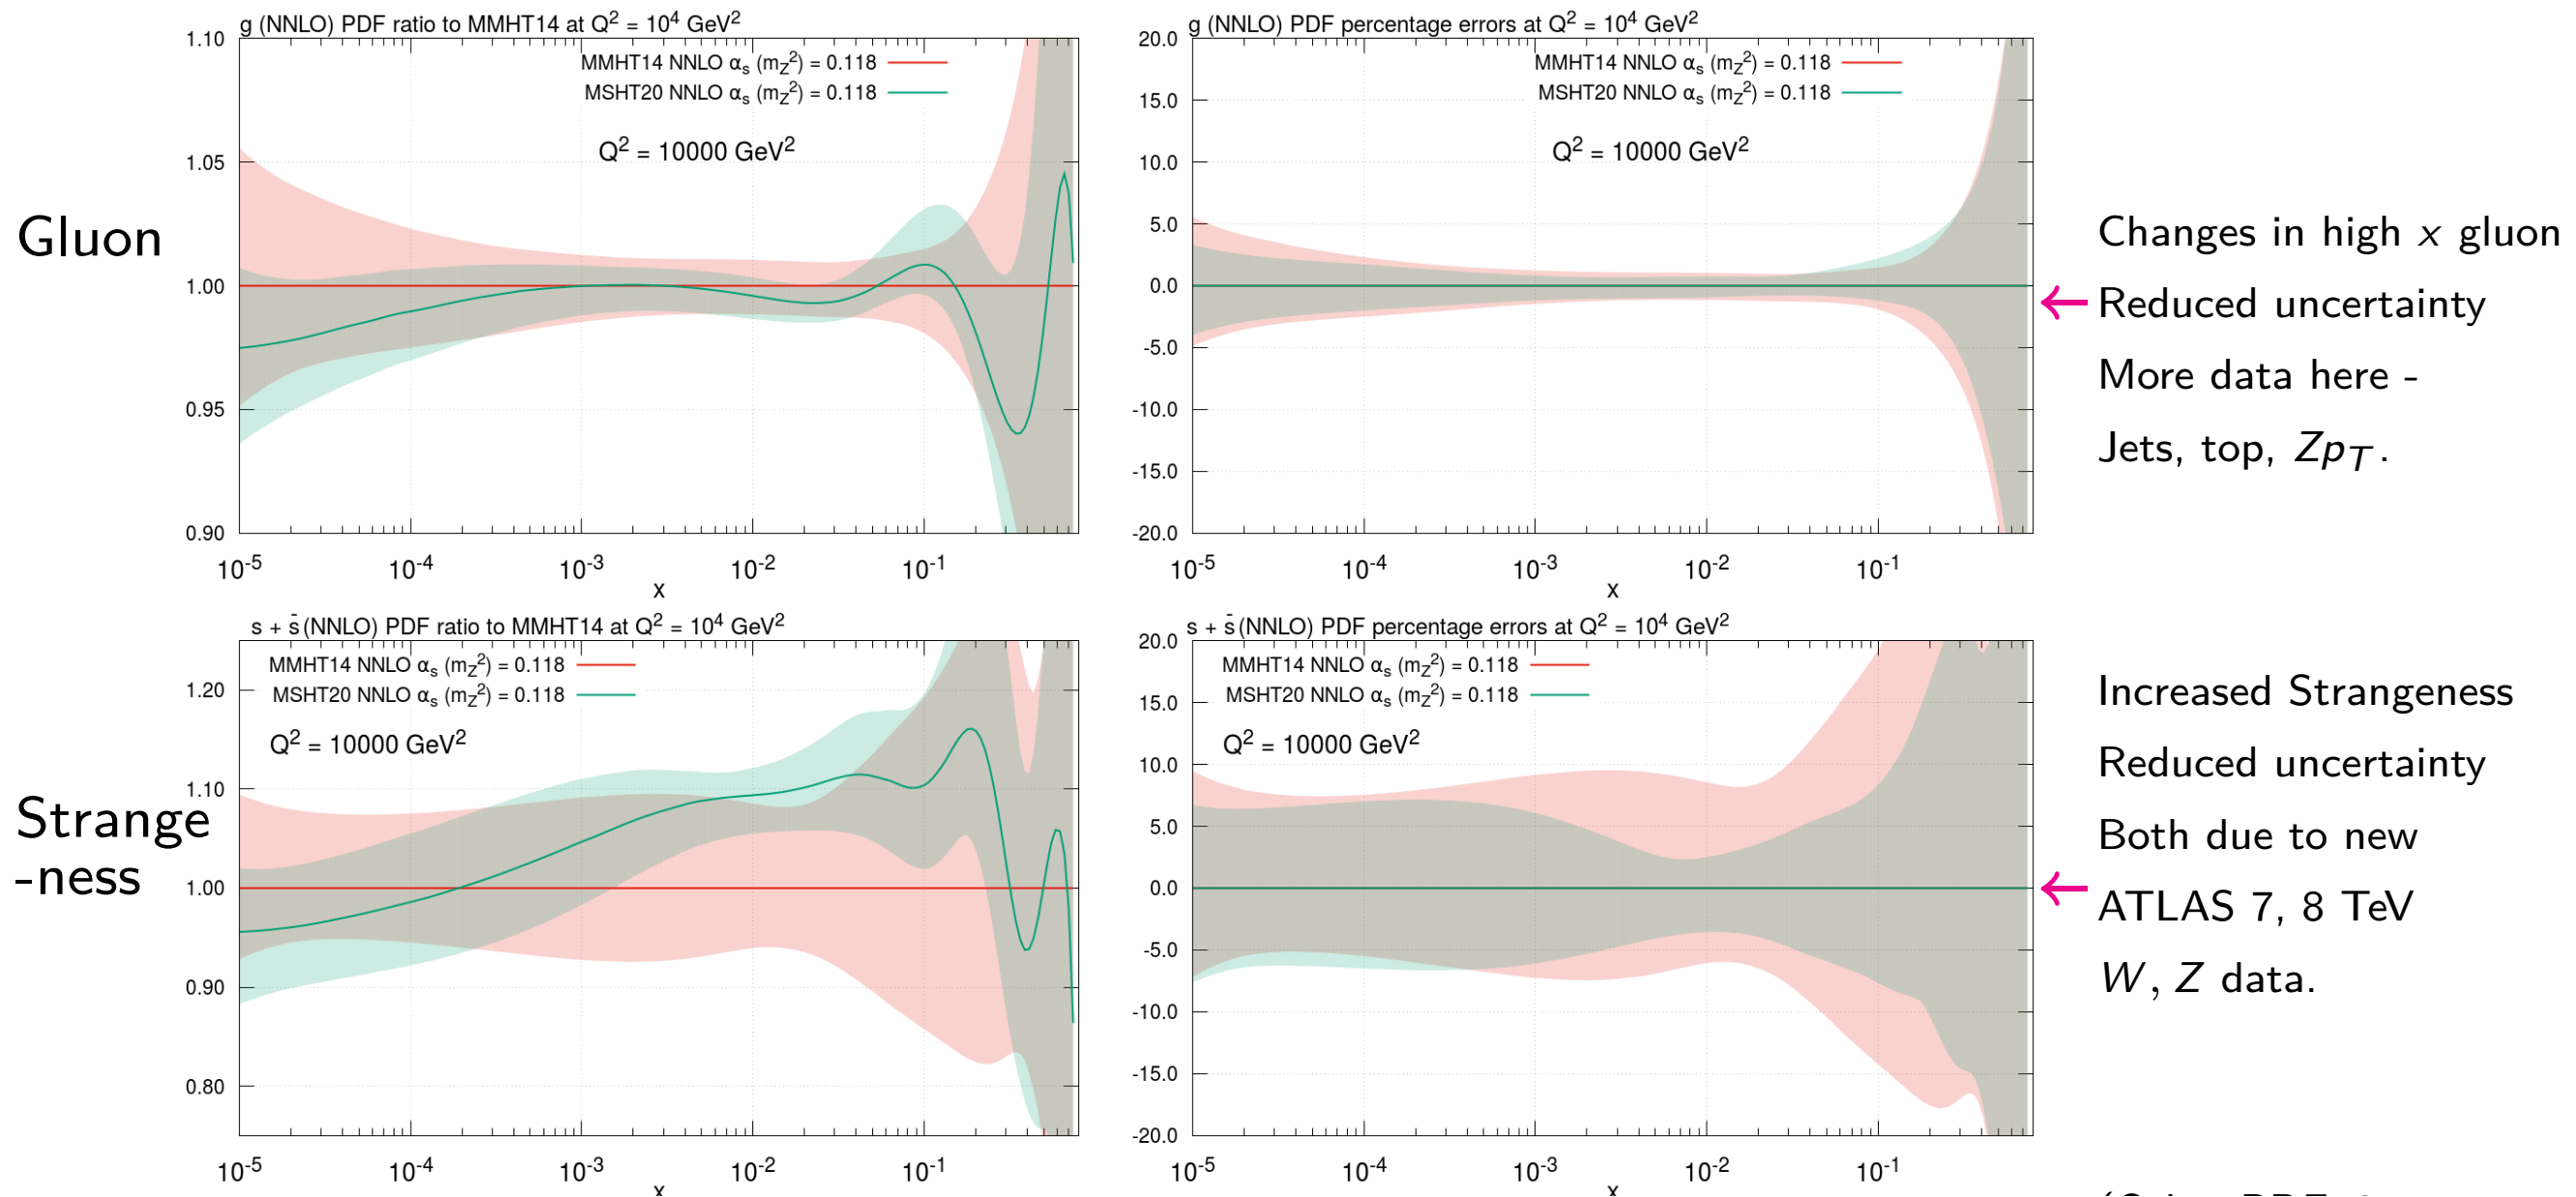 g (NNLO) PDF ratio to MMHT14 at Q² = 10⁴ GeV²
1.10
1.05
1.00
0.95
0.90
MMHT14 NNLO αₛ (m_Z²) = 0.118
MSHT20 NNLO αₛ (m_Z²) = 0.118
Q² = 10000 GeV²
10⁻⁵ 10⁻⁴ 10⁻³ 10⁻² 10⁻¹
x
g (NNLO) PDF percentage errors at Q² = 10⁴ GeV²
20.0
15.0
10.0
5.0
0.0
-5.0
-10.0
-15.0
-20.0
MMHT14 NNLO αₛ (m_Z²) = 0.118
MSHT20 NNLO αₛ (m_Z²) = 0.118
Q² = 10000 GeV²
10⁻⁵ 10⁻⁴ 10⁻³ 10⁻² 10⁻¹
x
Gluon
Changes in high x gluon
← Reduced uncertainty
More data here -
Jets, top, Zp_T.
s + s̄ (NNLO) PDF ratio to MMHT14 at Q² = 10⁴ GeV²
1.20
1.10
1.00
0.90
0.80
MMHT14 NNLO αₛ (m_Z²) = 0.118
MSHT20 NNLO αₛ (m_Z²) = 0.118
Q² = 10000 GeV²
10⁻⁵ 10⁻⁴ 10⁻³ 10⁻² 10⁻¹
x
s + s̄ (NNLO) PDF percentage errors at Q² = 10⁴ GeV²
20.0
15.0
10.0
5.0
0.0
-5.0
-10.0
-15.0
-20.0
MMHT14 NNLO αₛ (m_Z²) = 0.118
MSHT20 NNLO αₛ (m_Z²) = 0.118
Q² = 10000 GeV²
10⁻⁵ 10⁻⁴ 10⁻³ 10⁻² 10⁻¹
x
Strange
-ness
Increased Strangeness
Reduced uncertainty
Both due to new
← ATLAS 7, 8 TeV
W, Z data.